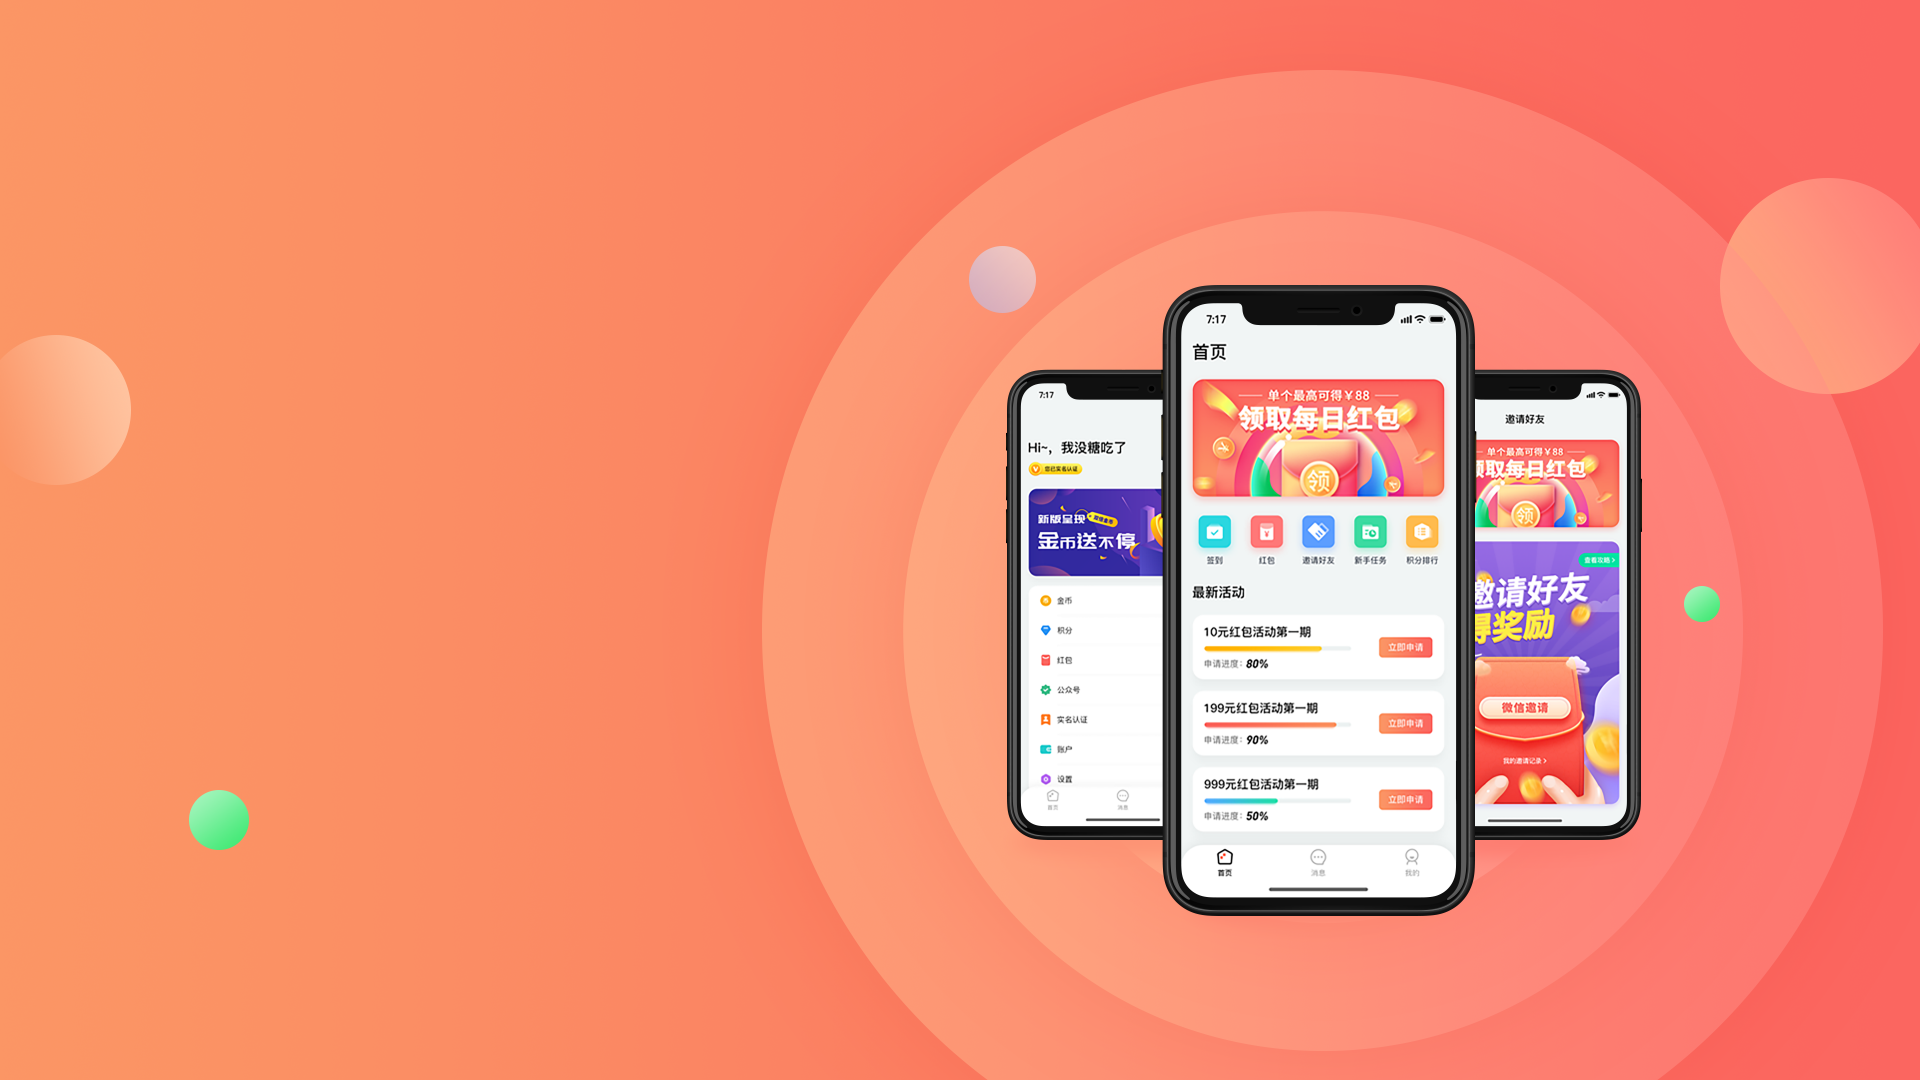 7:17
Hi~，我没糖吃了
您已实名认证
新版呈现
金币送不停
金币
积分
红包
公众号
实名认证
账户
设置
首页
消息
7:17
首页
单个最高可得￥88
领取每日红包
领
签到
红包
邀请好友
新手任务
积分排行
最新活动
10元红包活动第一期
申请进度：80%
立即申请
199元红包活动第一期
申请进度：90%
立即申请
999元红包活动第一期
申请进度：50%
立即申请
首页
消息
我的
邀请好友
单个最高可得￥88
领取每日红包
领
查看攻略
邀请好友
得奖励
微信邀请
我的邀请记录